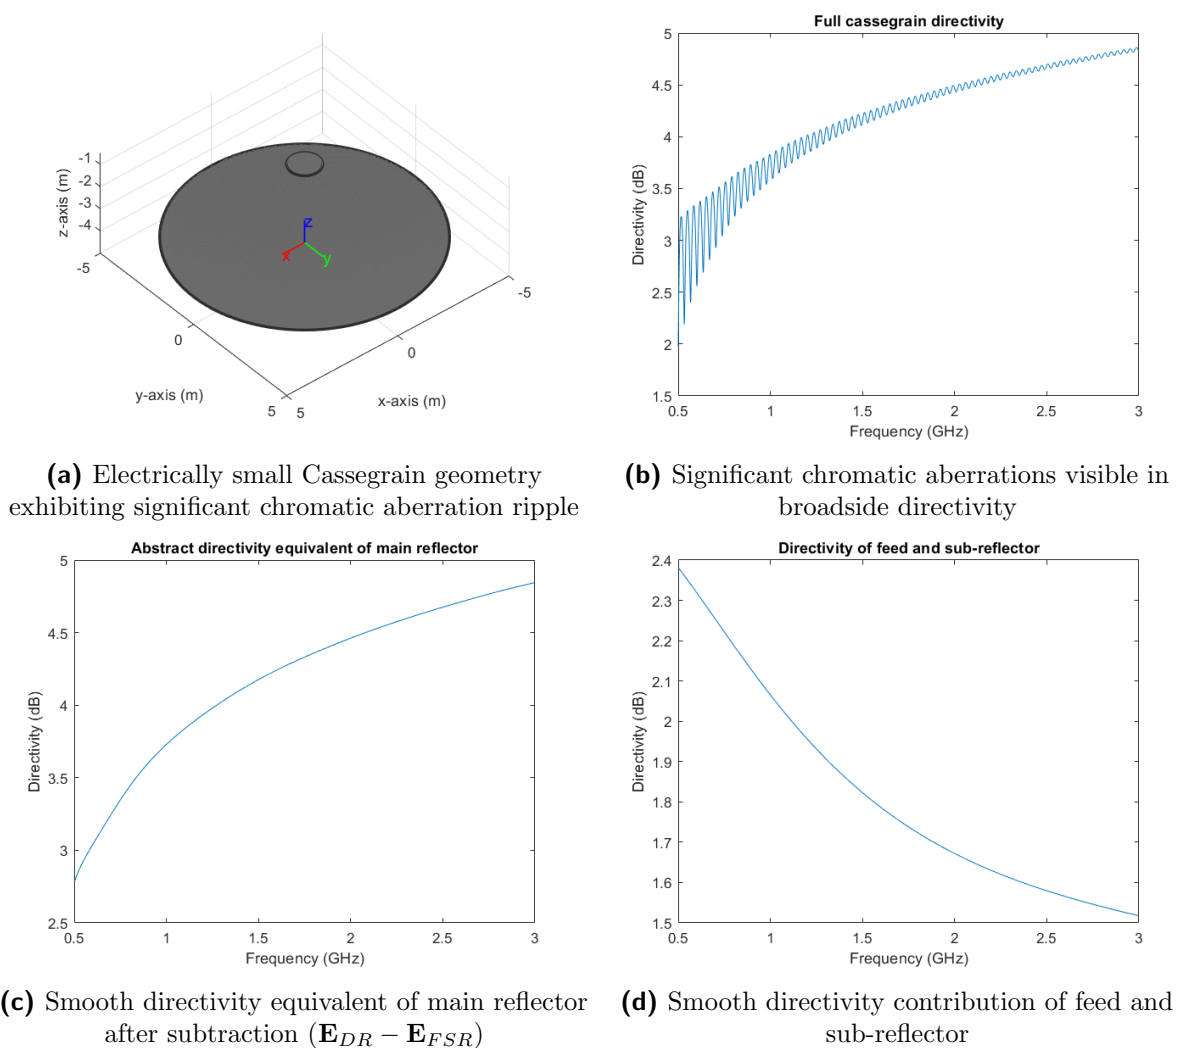 -1
-2
-3
-4
z-axis (m)
z
x
y
-5
0
5
y-axis (m)
-5
0
5
x-axis (m)
(a) Electrically small Cassegrain geometry
exhibiting significant chromatic aberration ripple
Full cassegrain directivity
5
4.5
4
3.5
3
2.5
2
1.5
Directivity (dB)
0.5 1 1.5 2 2.5 3
Frequency (GHz)
(b) Significant chromatic aberrations visible in
broadside directivity
Abstract directivity equivalent of main reflector
5
4.5
4
3.5
3
2.5
Directivity (dB)
0.5 1 1.5 2 2.5 3
Frequency (GHz)
(c) Smooth directivity equivalent of main reflector
after subtraction (E_DR − E_FSR)
Directivity of feed and sub-reflector
2.4
2.3
2.2
2.1
2
1.9
1.8
1.7
1.6
1.5
Directivity (dB)
0.5 1 1.5 2 2.5 3
Frequency (GHz)
(d) Smooth directivity contribution of feed and
sub-reflector